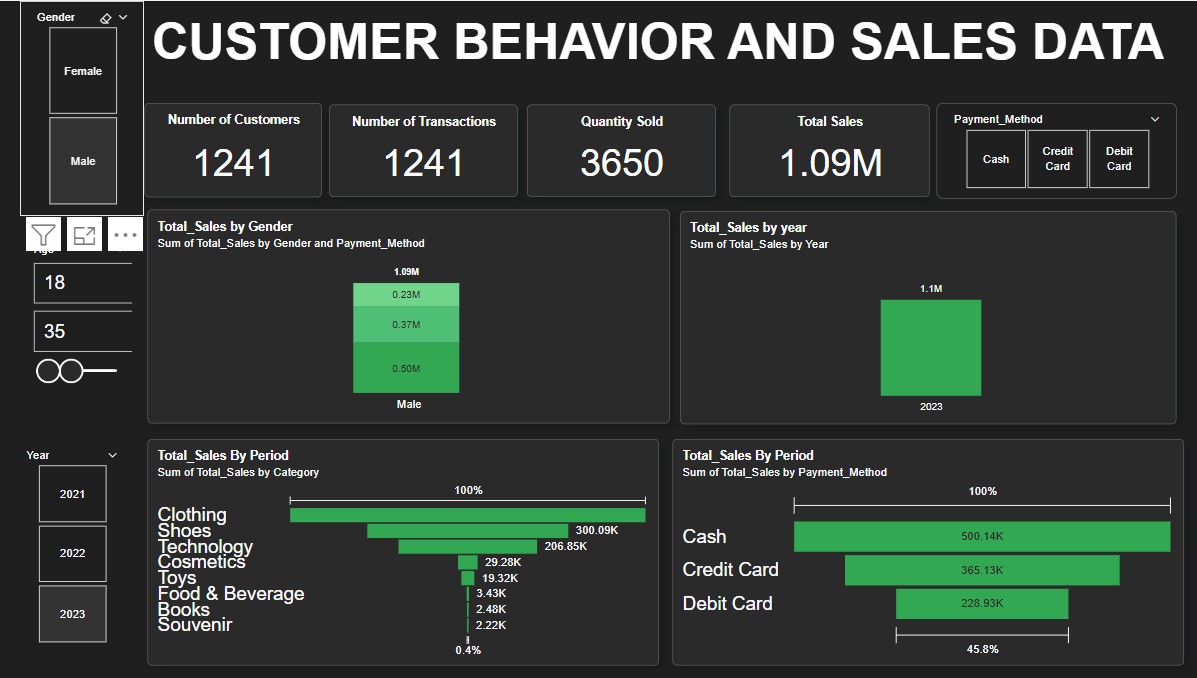 Gender
Female
Male
CUSTOMER BEHAVIOR AND SALES DATA
Number of Customers
1241
Number of Transactions
1241
Quantity Sold
3650
Total Sales
1.09M
Payment_Method
Cash
Credit
Card
Debit
Card
Age
18
35
Total_Sales by Gender
Sum of Total_Sales by Gender and Payment_Method
1.09M
0.23M
0.37M
0.50M
Male
Total_Sales by year
Sum of Total_Sales by Year
1.1M
2023
Year
2021
2022
2023
Total_Sales By Period
Sum of Total_Sales by Category
100%
Clothing
Shoes 300.09K
Technology 206.85K
Cosmetics 29.28K
Toys 19.32K
Food & Beverage 3.43K
Books 2.48K
Souvenir 2.22K
0.4%
Total_Sales By Period
Sum of Total_Sales by Payment_Method
100%
Cash 500.14K
Credit Card 365.13K
Debit Card 228.93K
45.8%